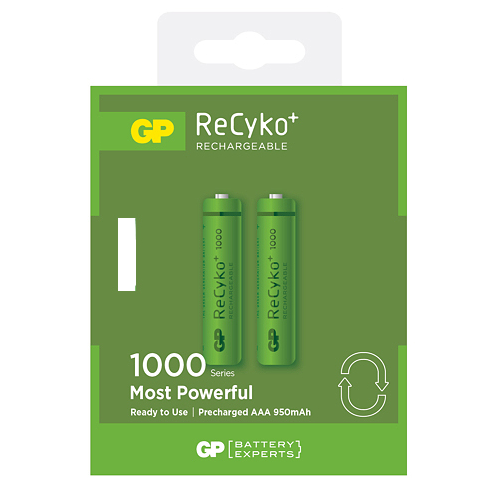 GP
ReCyko+
RECHARGEABLE
GP ReCyko+ 1000
RECHARGEABLE
GP ReCyko+ 1000
RECHARGEABLE
1000 Series
Most Powerful
Ready to Use | Precharged AAA 950mAh
GP [BATTERY
EXPERTS]